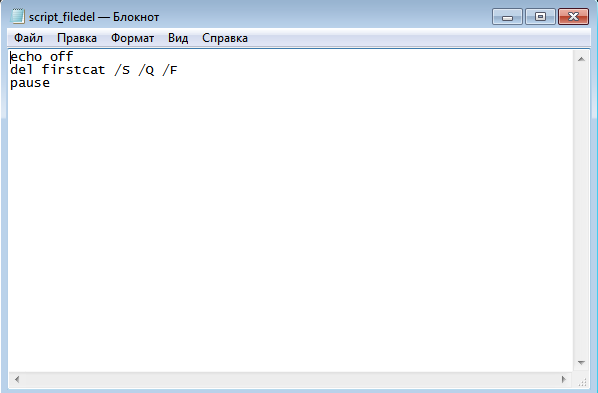 script_filedel — Блокнот
Файл Правка Формат Вид Справка
echo off
del firstcat /S /Q /F
pause